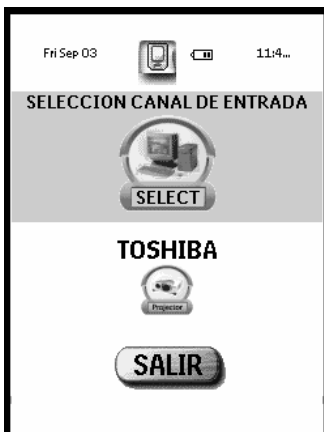 Fri Sep 03 11:4...
SELECCION CANAL DE ENTRADA
SELECT
TOSHIBA
Projector
SALIR